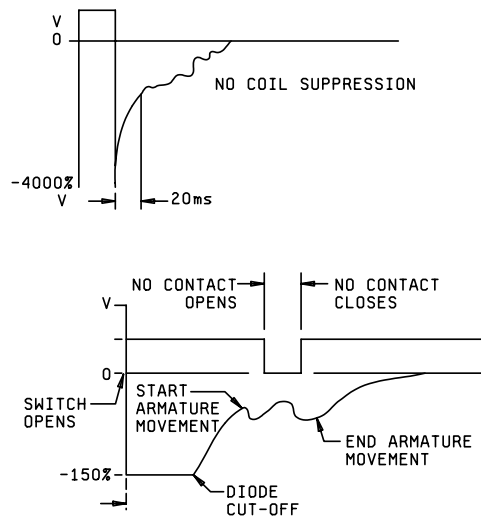 V
0
NO COIL SUPPRESSION
-4000%
V
20ms
NO CONTACT
OPENS
NO CONTACT
CLOSES
V
0
SWITCH
OPENS
START
ARMATURE
MOVEMENT
END ARMATURE
MOVEMENT
-150%
DIODE
CUT-OFF